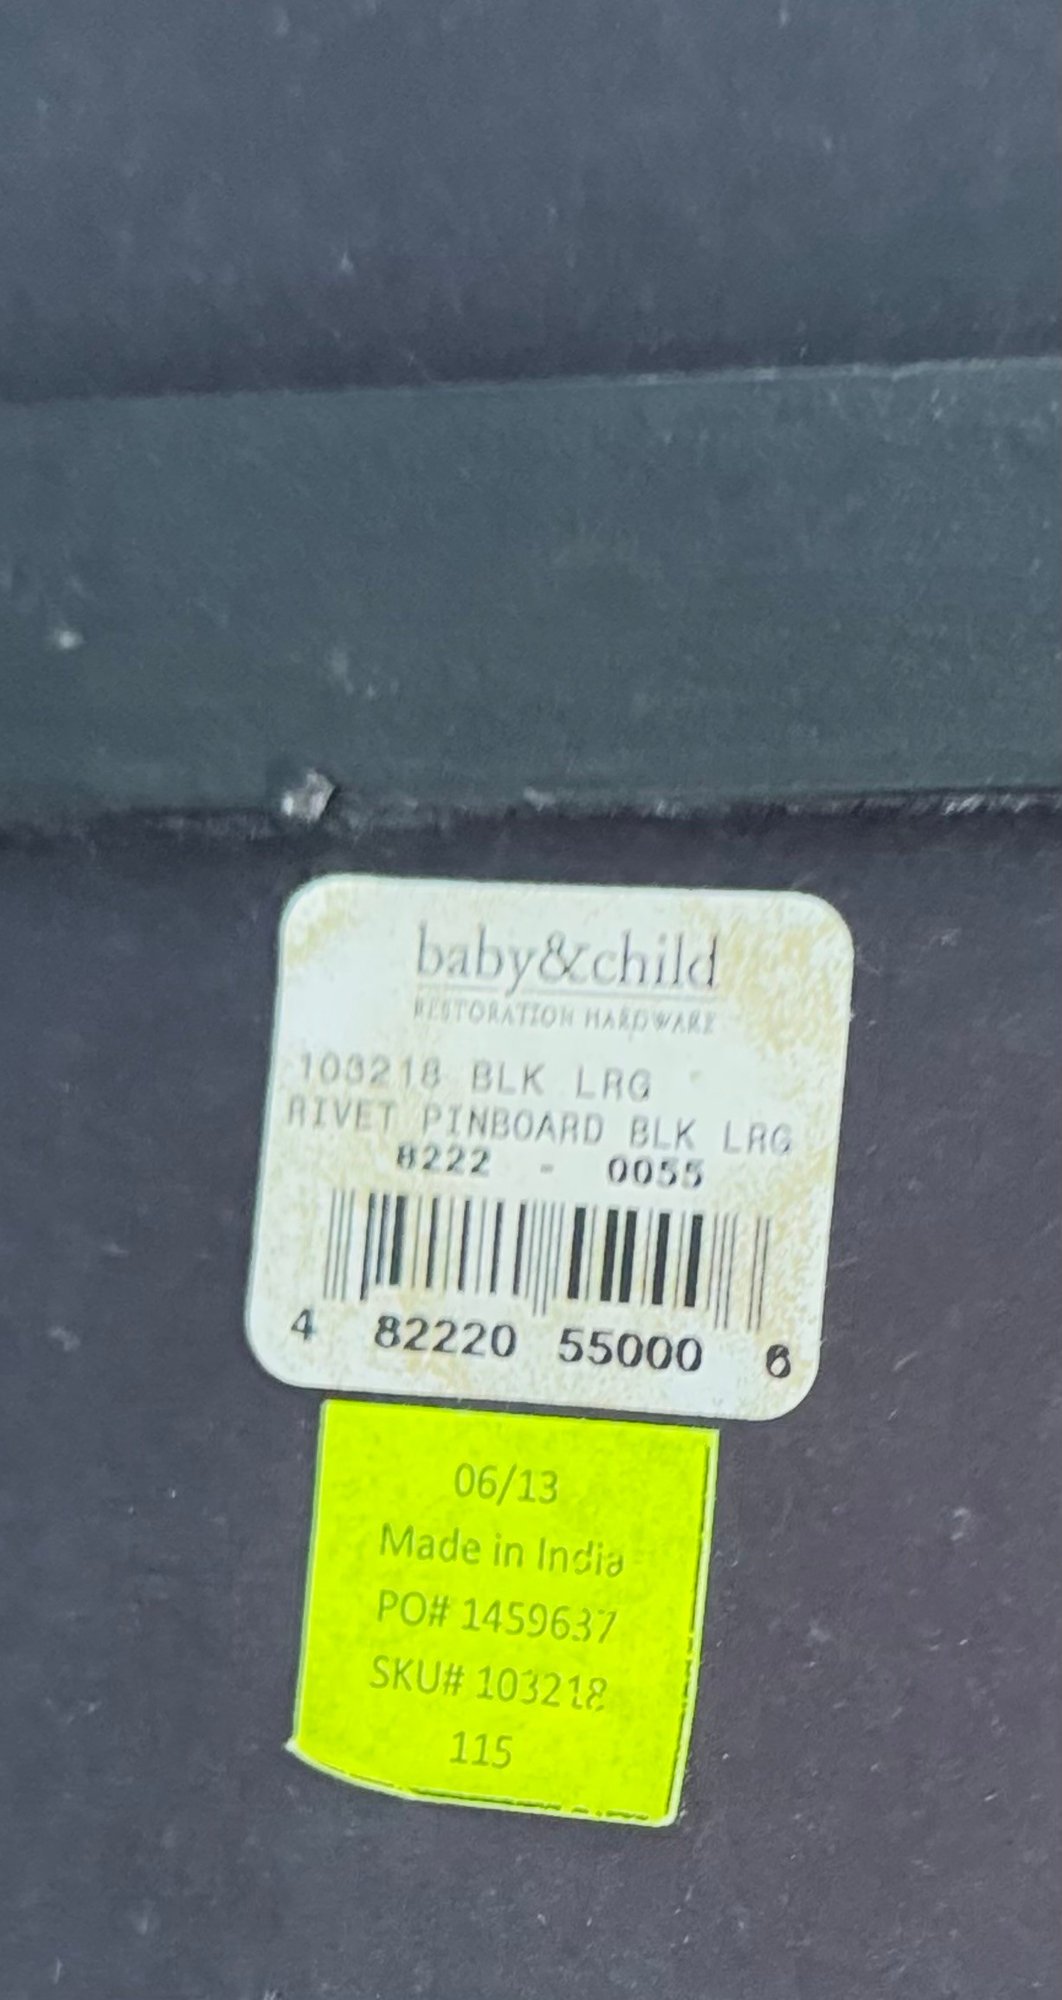 baby&child
RESTORATION HARDWARE
103218 BLK LRG
RIVET PINBOARD BLK LRG
8222 - 0055
4 82220 55000 6
06/13
Made in India
PO# 1459637
SKU# 103218
115